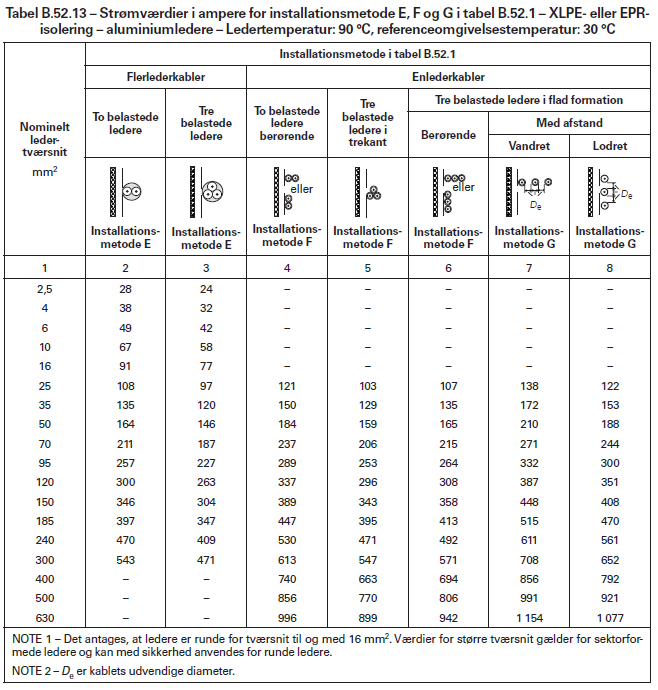 Tabel B.52.13 – Strømværdier i ampere for installationsmetode E, F og G i tabel B.52.1 – XLPE- eller EPR-
isolering – aluminiumledere – Ledertemperatur: 90 ºC, referenceomgivelsestemperatur: 30 ºC
Nominelt
leder-
tværsnit
mm²
Installationsmetode i tabel B.52.1
Flerlederkabler
Enlederkabler
To belastede
ledere
Tre
belastede
ledere
To belastede
ledere
berørende
Tre
belastede
ledere i
trekant
Tre belastede ledere i flad formation
Berørende
Med afstand
Vandret
Lodret
eller
eller
De
De
Installations-
metode E
Installations-
metode E
Installations-
metode F
Installations-
metode F
Installations-
metode F
Installations-
metode G
Installations-
metode G
1 2 3 4 5 6 7 8
2,5 28 24 – – – – –
4 38 32 – – – – –
6 49 42 – – – – –
10 67 58 – – – – –
16 91 77 – – – – –
25 108 97 121 103 107 138 122
35 135 120 150 129 135 172 153
50 164 146 184 159 165 210 188
70 211 187 237 206 215 271 244
95 257 227 289 253 264 332 300
120 300 263 337 296 308 387 351
150 346 304 389 343 358 448 408
185 397 347 447 395 413 515 470
240 470 409 530 471 492 611 561
300 543 471 613 547 571 708 652
400 – – 740 663 694 856 792
500 – – 856 770 806 991 921
630 – – 996 899 942 1 154 1 077
NOTE 1 – Det antages, at ledere er runde for tværsnit til og med 16 mm². Værdier for større tværsnit gælder for sektorfor-
mede ledere og kan med sikkerhed anvendes for runde ledere.
NOTE 2 – De er kablets udvendige diameter.